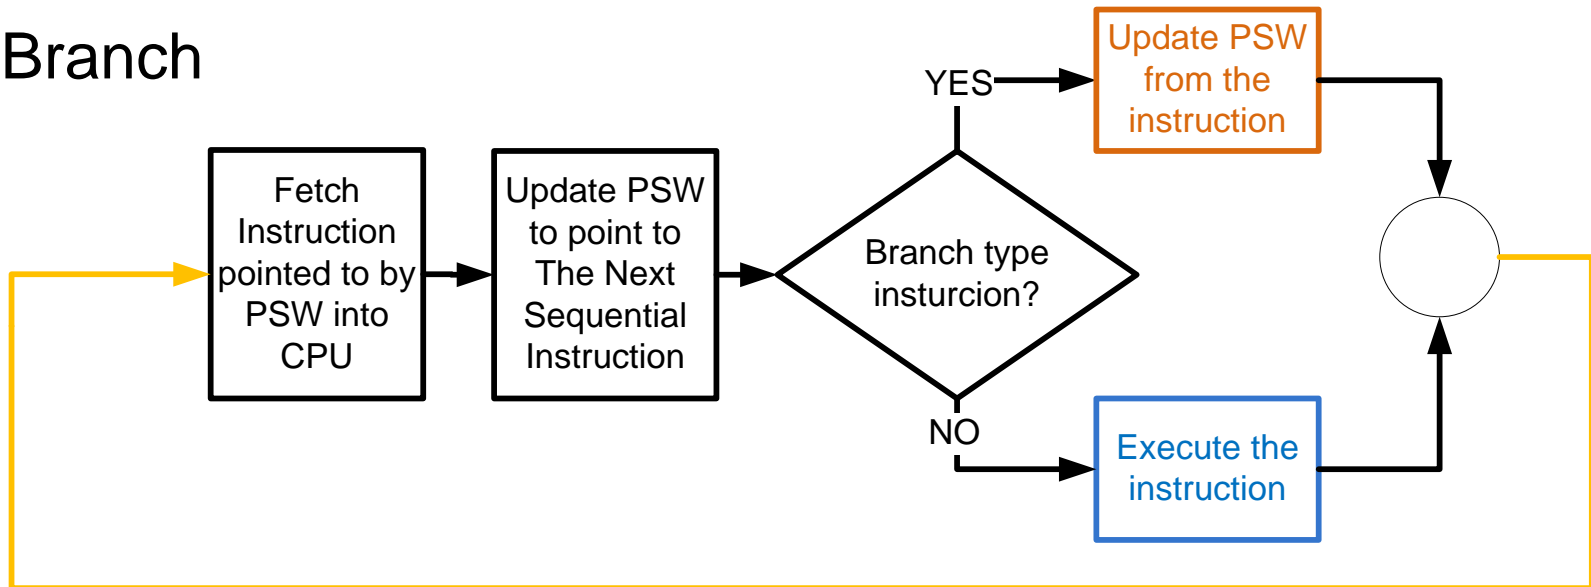 Branch
Fetch
Instruction
pointed to by
PSW into
CPU
Update PSW
to point to
The Next
Sequential
Instruction
Branch type
insturcion?
YES
Update PSW
from the
instruction
NO
Execute the
instruction